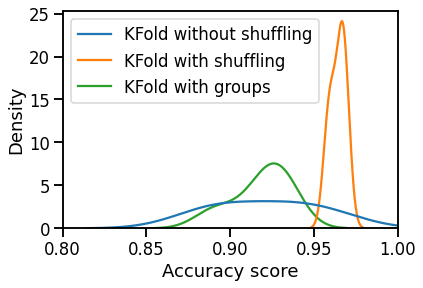 25
20
15
10
5
0
Density
KFold without shuffling
KFold with shuffling
KFold with groups
0.80 0.85 0.90 0.95 1.00
Accuracy score